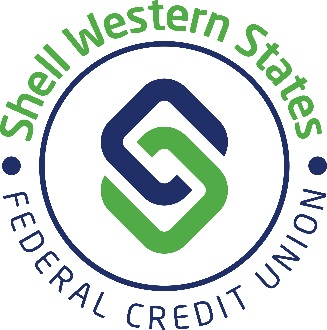 Shell Western States
FEDERAL CREDIT UNION